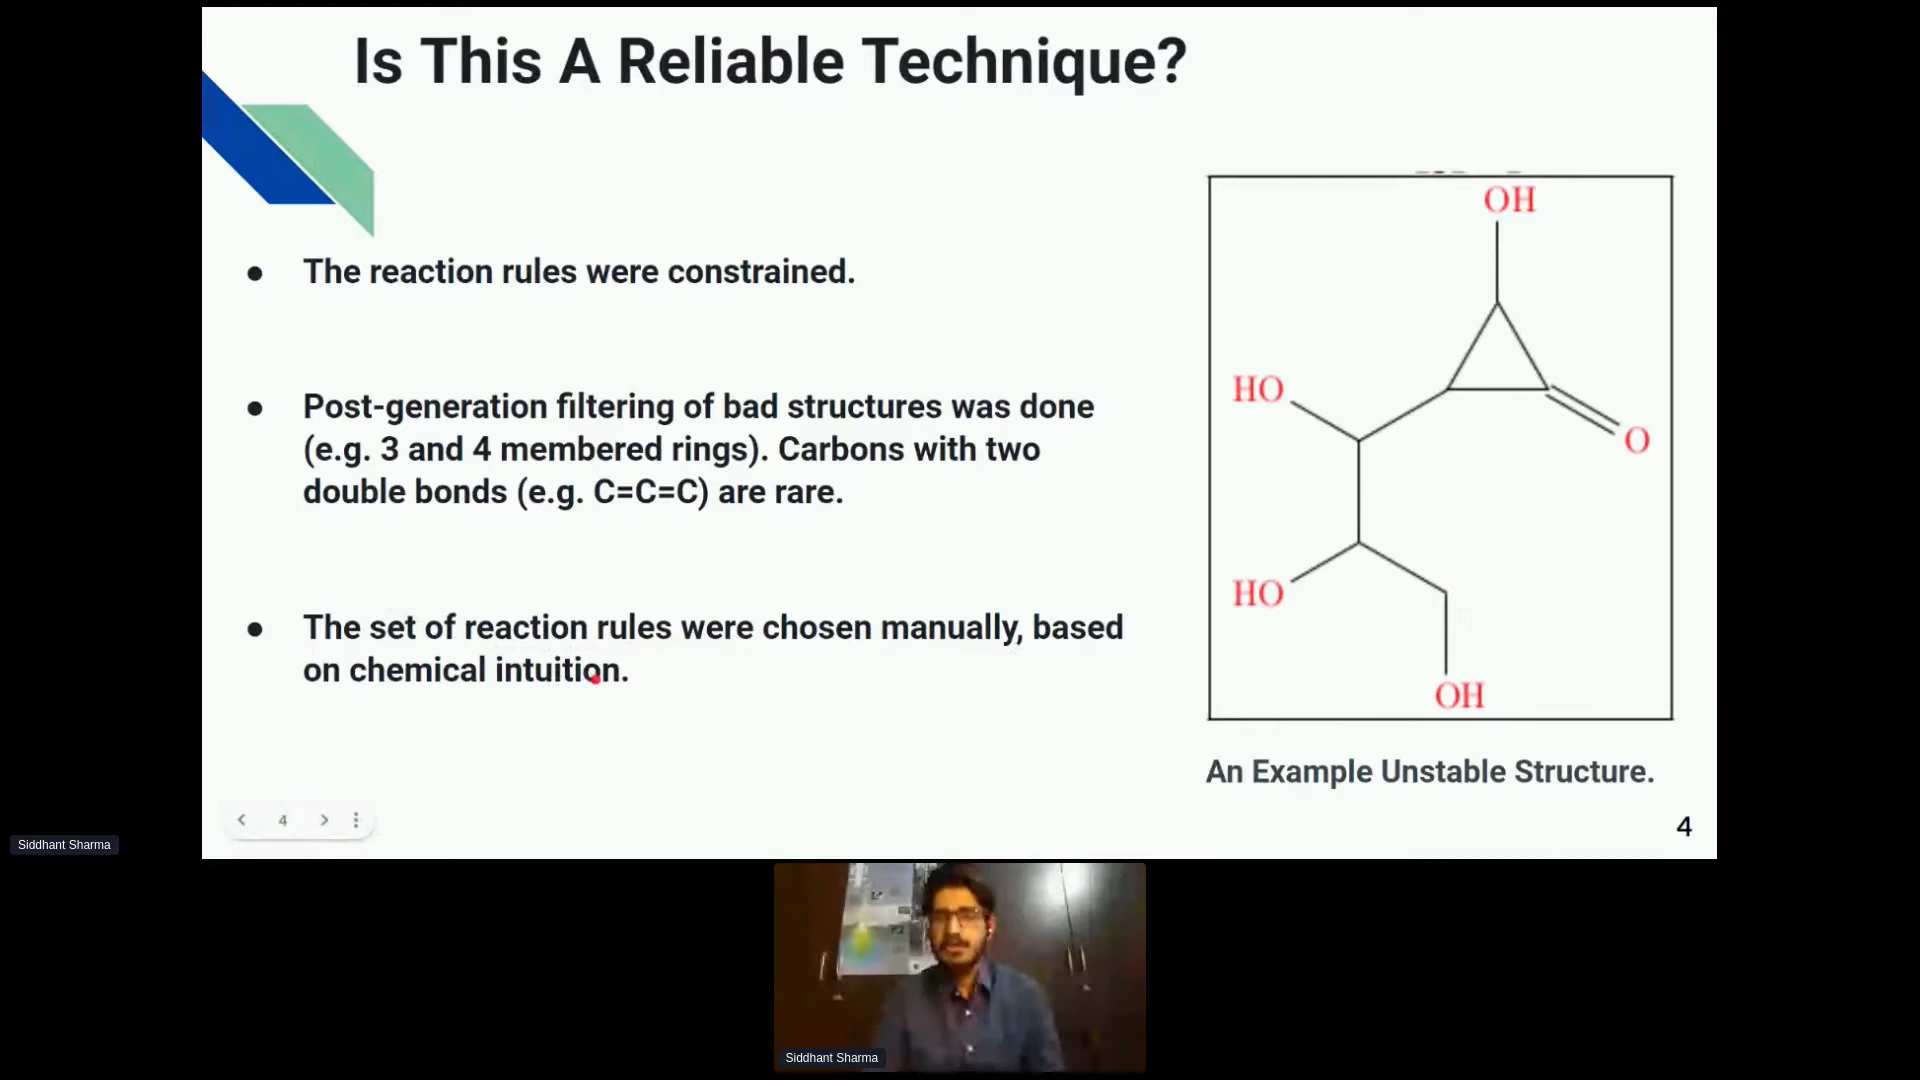 Is This A Reliable Technique?
● The reaction rules were constrained.
● Post-generation filtering of bad structures was done
(e.g. 3 and 4 membered rings). Carbons with two
double bonds (e.g. C=C=C) are rare.
● The set of reaction rules were chosen manually, based
on chemical intuition.
OH
HO
O
HO
OH
An Example Unstable Structure.
4
4
Siddhant Sharma
Siddhant Sharma